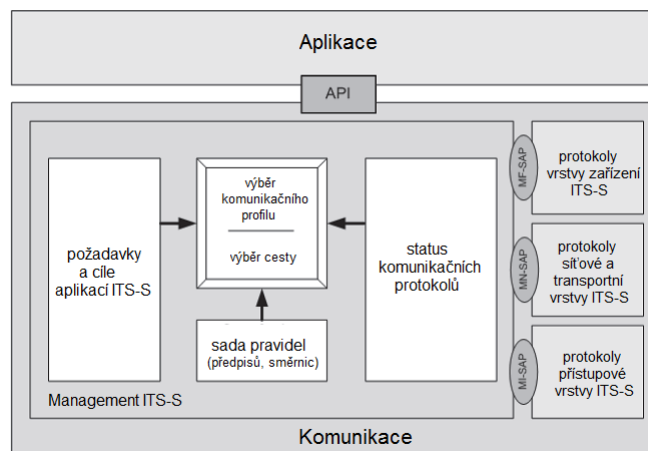 Aplikace
API
požadavky
a cíle
aplikací ITS-S
výběr
komunikačního
profilu
výběr cesty
sada pravidel
(předpisů, směrnic)
status
komunikačních
protokolů
Management ITS-S
MF-SAP
protokoly
vrstvy zařízení
ITS-S
MN-SAP
protokoly
síťové a
transportní
vrstvy ITS-S
MI-SAP
protokoly
přístupové
vrstvy ITS-S
Komunikace